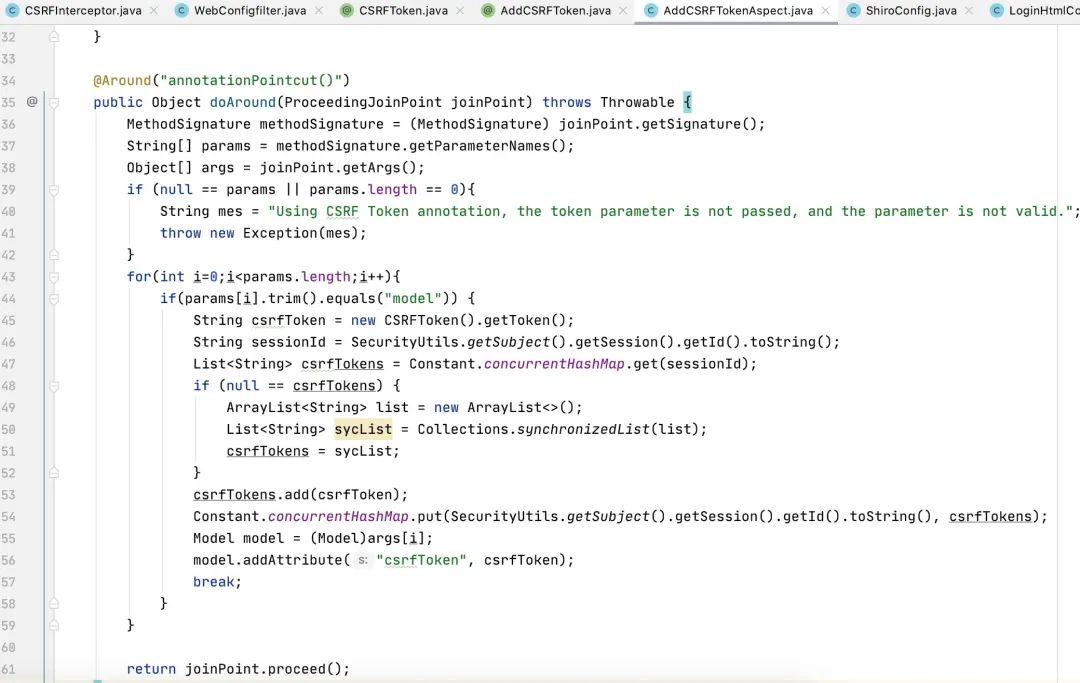 CSRFInterceptor.java WebConfigfilter.java CSRFToken.java AddCSRFToken.java AddCSRFTokenAspect.java ShiroConfig.java LoginHtmlCo
32 }
33
34 @Around("annotationPointcut()")
35 @ public Object doAround(ProceedingJoinPoint joinPoint) throws Throwable {
36 MethodSignature methodSignature = (MethodSignature) joinPoint.getSignature();
37 String[] params = methodSignature.getParameterNames();
38 Object[] args = joinPoint.getArgs();
39 if (null == params || params.length == 0){
40 String mes = "Using CSRF Token annotation, the token parameter is not passed, and the parameter is not valid.";
41 throw new Exception(mes);
42 }
43 for(int i=0;i<params.length;i++){
44 if(params[i].trim().equals("model")) {
45 String csrfToken = new CSRFToken().getToken();
46 String sessionId = SecurityUtils.getSubject().getSession().getId().toString();
47 List<String> csrfTokens = Constant.concurrentHashMap.get(sessionId);
48 if (null == csrfTokens) {
49 ArrayList<String> list = new ArrayList<>();
50 List<String> sycList = Collections.synchronizedList(list);
51 csrfTokens = sycList;
52 }
53 csrfTokens.add(csrfToken);
54 Constant.concurrentHashMap.put(SecurityUtils.getSubject().getSession().getId().toString(), csrfTokens);
55 Model model = (Model)args[i];
56 model.addAttribute( s: "csrfToken", csrfToken);
57 break;
58 }
59 }
60
61 return joinPoint.proceed();